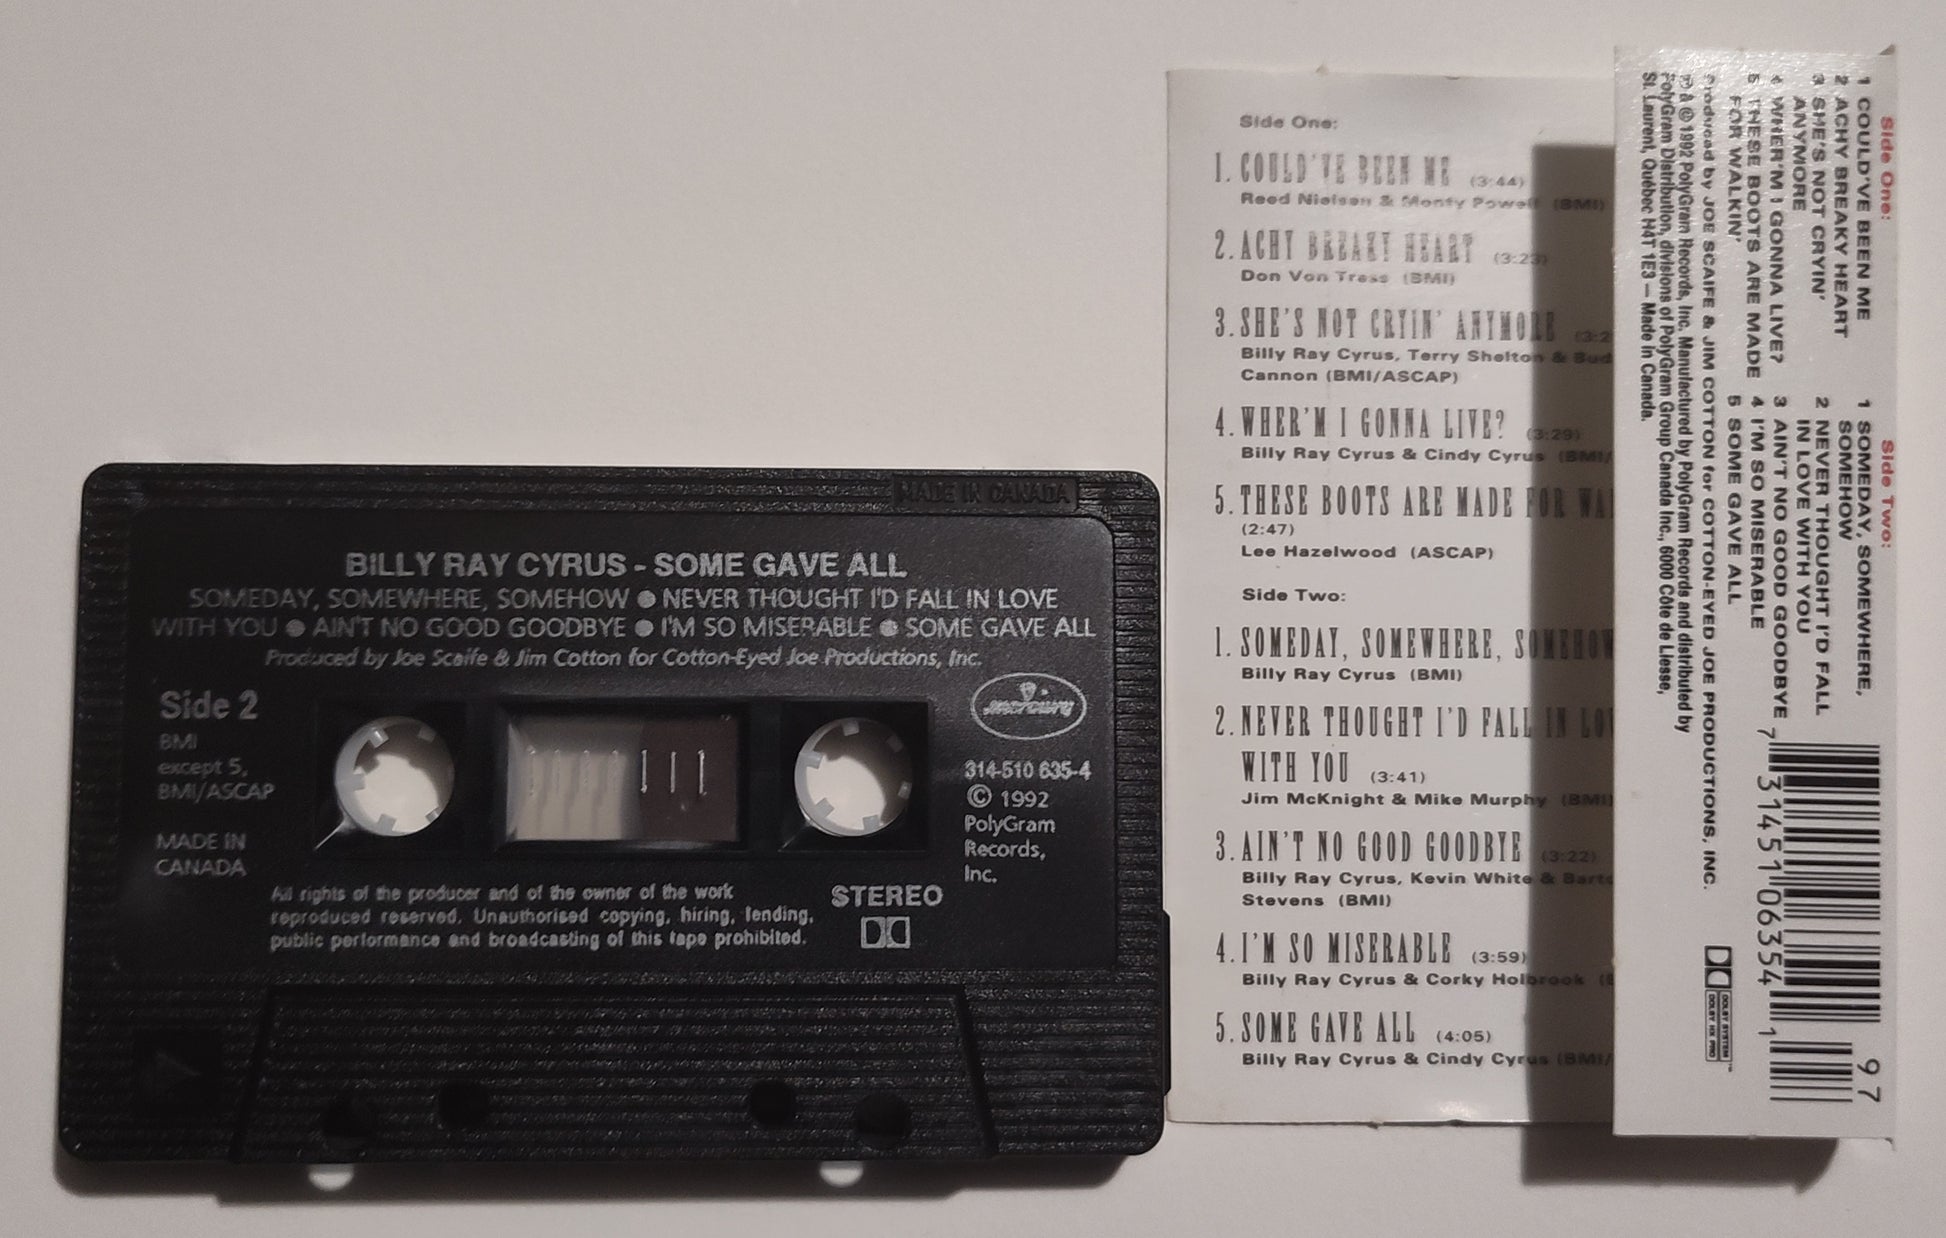 MADE IN CANADA
BILLY RAY CYRUS - SOME GAVE ALL
SOMEDAY, SOMEWHERE, SOMEHOW ● NEVER THOUGHT I'D FALL IN LOVE
WITH YOU ● AIN'T NO GOOD GOODBYE ● I'M SO MISERABLE ● SOME GAVE ALL
Produced by Joe Scaife & Jim Cotton for Cotton-Eyed Joe Productions, Inc.
Side 2
BMI
except 5,
BMI/ASCAP
MADE IN
CANADA
mercury
314-510 635-4
© 1992
PolyGram
Records,
Inc.
All rights of the producer and of the owner of the work
reproduced reserved. Unauthorised copying, hiring, lending,
public performance and broadcasting of this tape prohibited.
STEREO
Side One:
1. COULD'VE BEEN ME (3:44)
Reed Nielsen & Monty Powell (BMI)
2. ACHY BREAKY HEART (3:23)
Don Von Tress (BMI)
3. SHE'S NOT CRYIN' ANYMORE (3:2
Billy Ray Cyrus, Terry Shelton & Bud
Cannon (BMI/ASCAP)
4. WHER'M I GONNA LIVE? (3:29)
Billy Ray Cyrus & Cindy Cyrus (BMI/
5. THESE BOOTS ARE MADE FOR WA
(2:47)
Lee Hazelwood (ASCAP)
Side Two:
1. SOMEDAY, SOMEWHERE, SOMEHOW
Billy Ray Cyrus (BMI)
2. NEVER THOUGHT I'D FALL IN LOV
WITH YOU (3:41)
Jim McKnight & Mike Murphy (BMI)
3. AIN'T NO GOOD GOODBYE (3:22)
Billy Ray Cyrus, Kevin White & Barto
Stevens (BMI)
4. I'M SO MISERABLE (3:59)
Billy Ray Cyrus & Corky Holbrook (B
5. SOME GAVE ALL (4:05)
Billy Ray Cyrus & Cindy Cyrus (BMI/
Side One:
1 COULD'VE BEEN ME
2 ACHY BREAKY HEART
3 SHE'S NOT CRYIN'
ANYMORE
4 WHER'M I GONNA LIVE?
5 THESE BOOTS ARE MADE
FOR WALKIN'
Side Two:
1 SOMEDAY, SOMEWHERE,
SOMEHOW
2 NEVER THOUGHT I'D FALL
IN LOVE WITH YOU
3 AIN'T NO GOOD GOODBYE
4 I'M SO MISERABLE
5 SOME GAVE ALL
Produced by JOE SCAIFE & JIM COTTON for COTTON-EYED JOE PRODUCTIONS, INC.
℗ & © 1992 PolyGram Records, Inc. Manufactured by PolyGram Records and distributed by
PolyGram Distribution, divisions of PolyGram Group Canada Inc., 6000 Côte de Liesse,
St. Laurent, Québec H4T 1E3 — Made in Canada.
7 31451 06354 1
97
DOLBY SYSTEM
DOLBY HX PRO